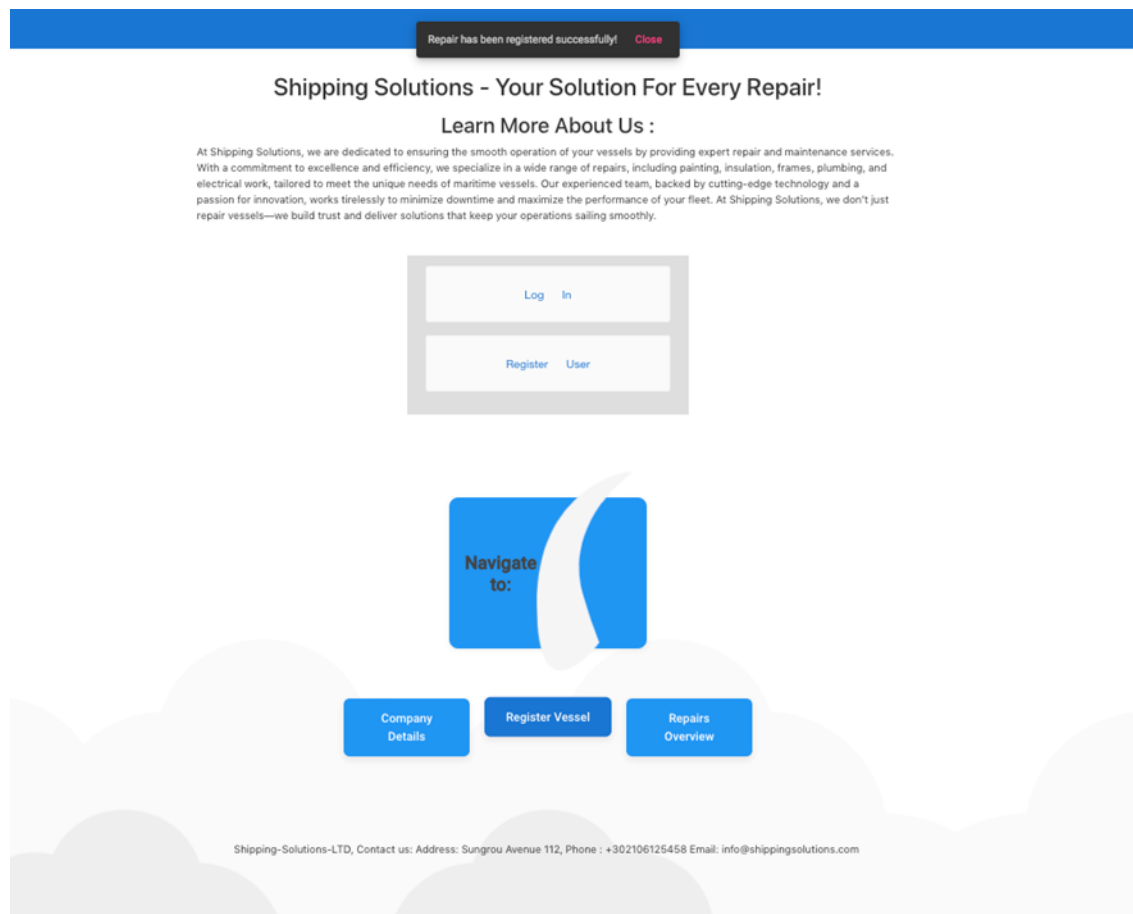 Repair has been registered successfully! Close
Shipping Solutions - Your Solution For Every Repair!
Learn More About Us :
At Shipping Solutions, we are dedicated to ensuring the smooth operation of your vessels by providing expert repair and maintenance services.
With a commitment to excellence and efficiency, we specialize in a wide range of repairs, including painting, insulation, frames, plumbing, and
electrical work, tailored to meet the unique needs of maritime vessels. Our experienced team, backed by cutting-edge technology and a
passion for innovation, works tirelessly to minimize downtime and maximize the performance of your fleet. At Shipping Solutions, we don't just
repair vessels—we build trust and deliver solutions that keep your operations sailing smoothly.
Log In
Register User
Navigate
to:
Company
Details
Register Vessel
Repairs
Overview
Shipping-Solutions-LTD, Contact us: Address: Sungrou Avenue 112, Phone : +302106125458 Email: info@shippingsolutions.com